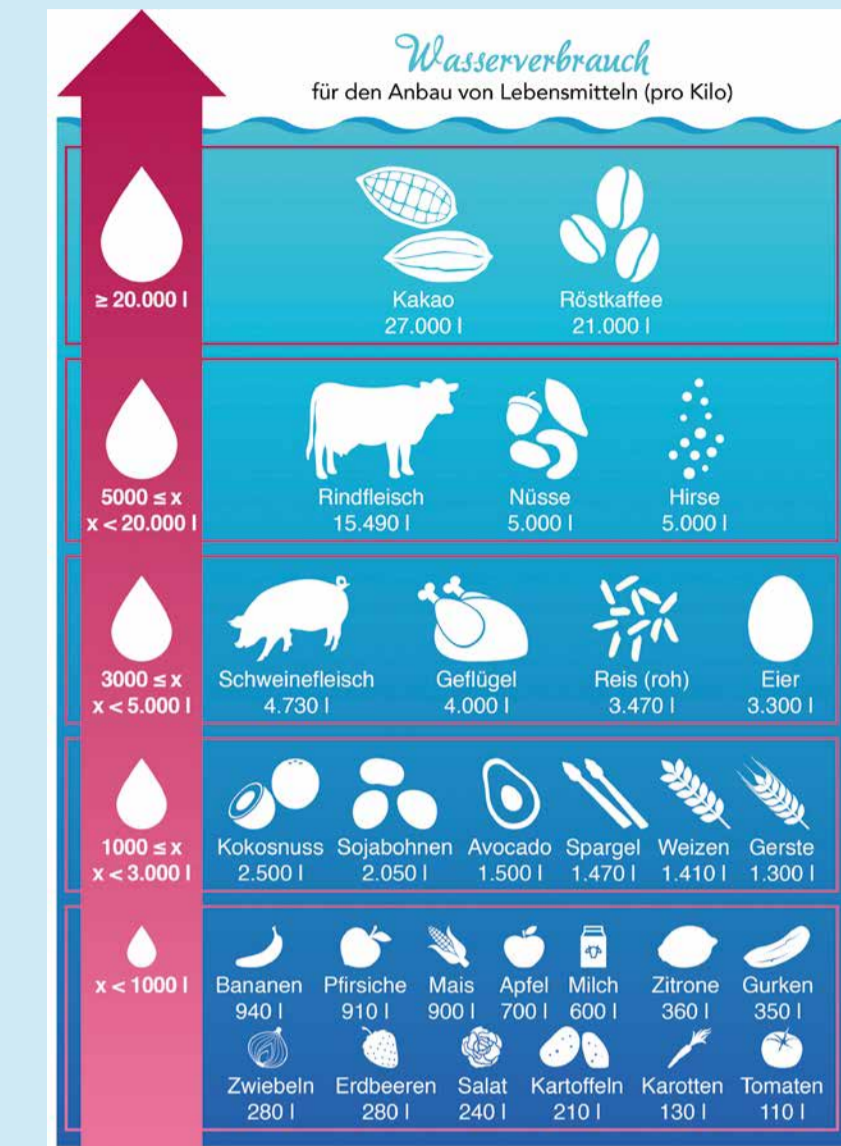 Wasserverbrauch
für den Anbau von Lebensmitteln (pro Kilo)
≥ 20.000 l
Kakao
27.000 l
Röstkaffee
21.000 l
5000 ≤ x
x < 20.000 l
Rindfleisch
15.490 l
Nüsse
5.000 l
Hirse
5.000 l
3000 ≤ x
x < 5.000 l
Schweinefleisch
4.730 l
Geflügel
4.000 l
Reis (roh)
3.470 l
Eier
3.300 l
1000 ≤ x
x < 3.000 l
Kokosnuss
2.500 l
Sojabohnen
2.050 l
Avocado
1.500 l
Spargel
1.470 l
Weizen
1.410 l
Gerste
1.300 l
x < 1000 l
Bananen
940 l
Pfirsiche
910 l
Mais
900 l
Apfel
700 l
Milch
600 l
Zitrone
360 l
Gurken
350 l
Zwiebeln
280 l
Erdbeeren
280 l
Salat
240 l
Kartoffeln
210 l
Karotten
130 l
Tomaten
110 l